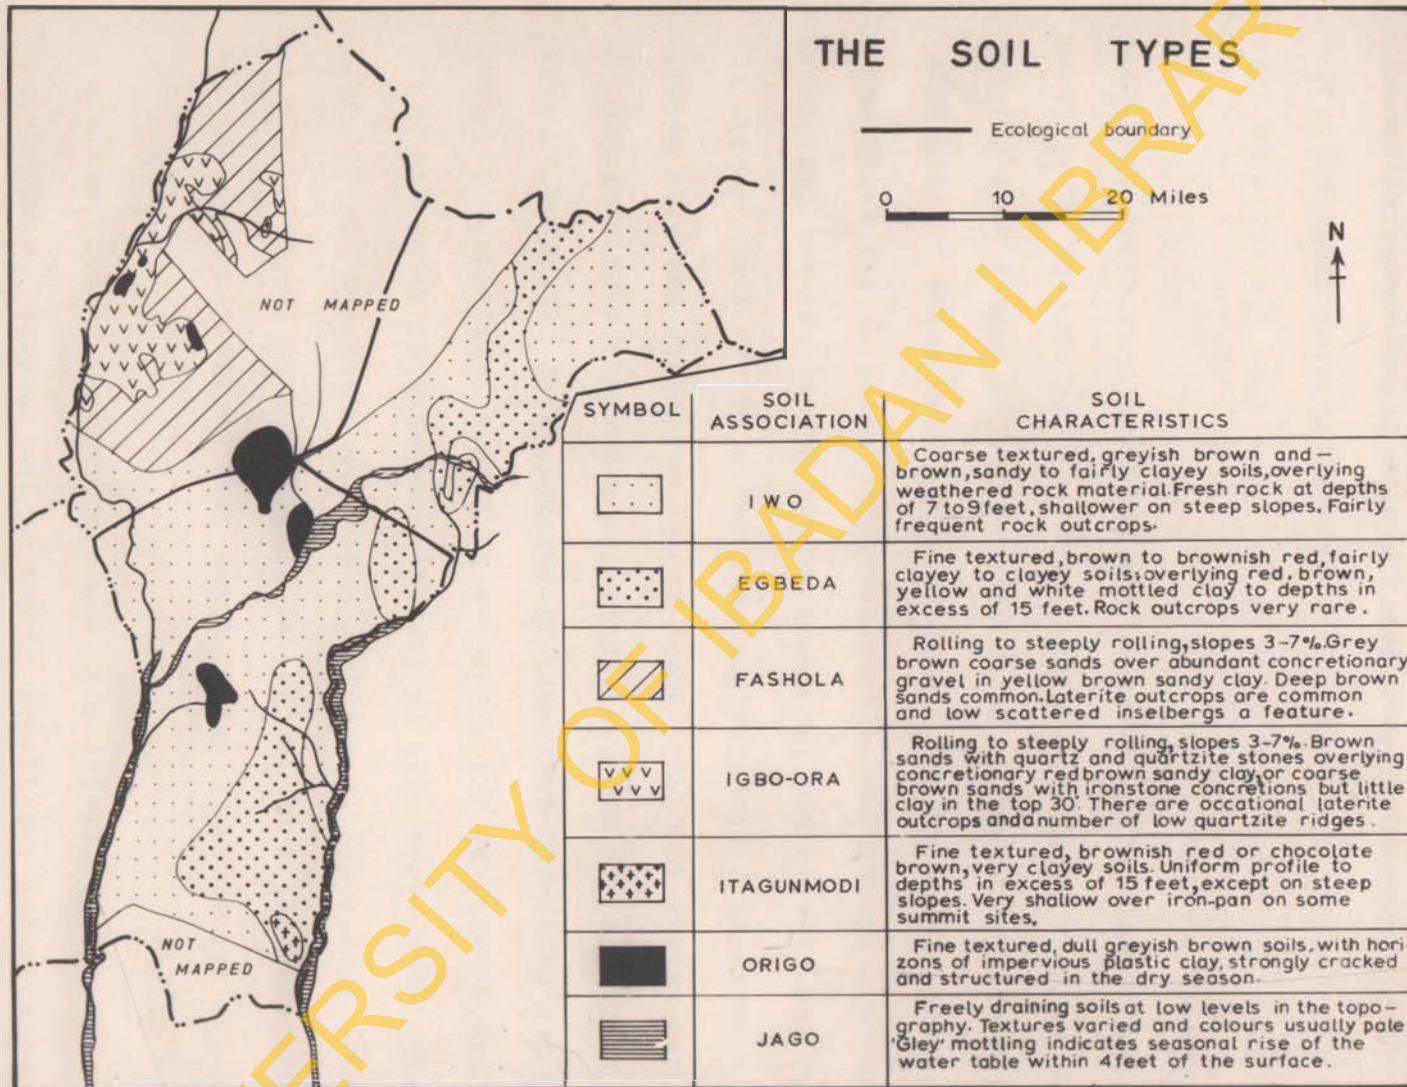 THE SOIL TYPES
Ecological boundary
0 10 20 Miles
N
NOT MAPPED
NOT
MAPPED
SYMBOL
SOIL
ASSOCIATION
SOIL
CHARACTERISTICS
IWO
Coarse textured, greyish brown and –
brown, sandy to fairly clayey soils, overlying
weathered rock material. Fresh rock at depths
of 7 to 9 feet, shallower on steep slopes. Fairly
frequent rock outcrops.
EGBEDA
Fine textured, brown to brownish red, fairly
clayey to clayey soils; overlying red, brown,
yellow and white mottled clay to depths in
excess of 15 feet. Rock outcrops very rare.
FASHOLA
Rolling to steeply rolling, slopes 3-7%. Grey
brown coarse sands over abundant concretionary
gravel in yellow brown sandy clay. Deep brown
sands common. Laterite outcrops are common
and low scattered inselbergs a feature.
IGBO-ORA
Rolling to steeply rolling, slopes 3-7%. Brown
sands with quartz and quartzite stones overlying
concretionary red brown sandy clay, or coarse
brown sands with ironstone concretions but little
clay in the top 30". There are occational laterite
outcrops and a number of low quartzite ridges.
ITAGUNMODI
Fine textured, brownish red or chocolate
brown, very clayey soils. Uniform profile to
depths in excess of 15 feet, except on steep
slopes. Very shallow over iron-pan on some
summit sites.
ORIGO
Fine textured, dull greyish brown soils, with hori-
zons of impervious plastic clay, strongly cracked
and structured in the dry season.
JAGO
Freely draining soils at low levels in the topo-
graphy. Textures varied and colours usually pale
'Gley' mottling indicates seasonal rise of the
water table within 4 feet of the surface.
ERSITY OF IBADAN LIBRAR